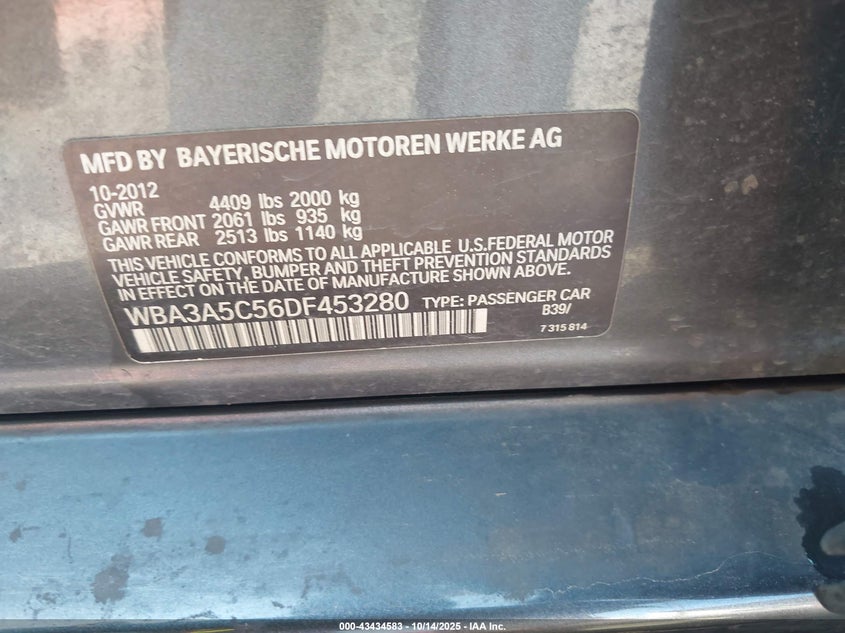 MFD BY BAYERISCHE MOTOREN WERKE AG
10-2012
GVWR 4409 lbs 2000 kg
GAWR FRONT 2061 lbs 935 kg
GAWR REAR 2513 lbs 1140 kg
THIS VEHICLE CONFORMS TO ALL APPLICABLE U.S.FEDERAL MOTOR
VEHICLE SAFETY, BUMPER AND THEFT PREVENTION STANDARDS
IN EFFECT ON THE DATE OF MANUFACTURE SHOWN ABOVE.
WBA3A5C56DF453280 TYPE: PASSENGER CAR
B39/
7 315 814
000-43434583 - 10/14/2025 - IAA Inc.